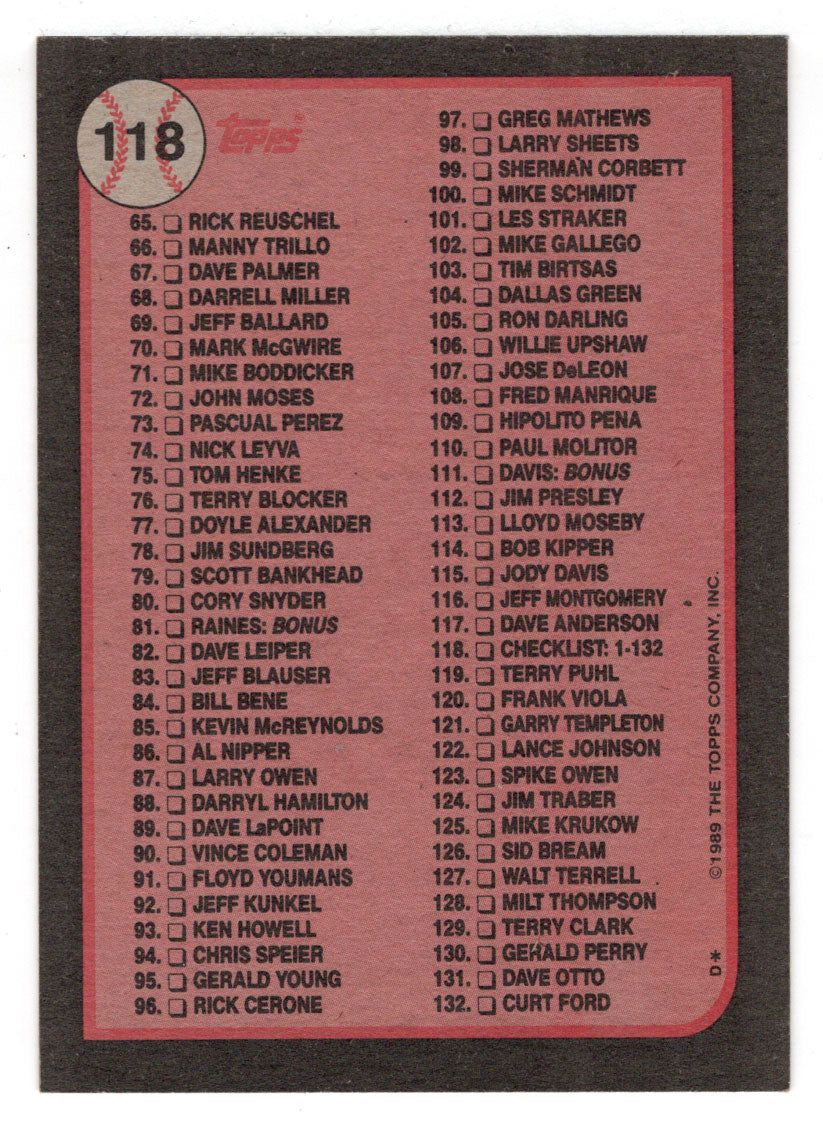 118
Topps®
65. RICK REUSCHEL
66. MANNY TRILLO
67. DAVE PALMER
68. DARRELL MILLER
69. JEFF BALLARD
70. MARK McGWIRE
71. MIKE BODDICKER
72. JOHN MOSES
73. PASCUAL PEREZ
74. NICK LEYVA
75. TOM HENKE
76. TERRY BLOCKER
77. DOYLE ALEXANDER
78. JIM SUNDBERG
79. SCOTT BANKHEAD
80. CORY SNYDER
81. RAINES: BONUS
82. DAVE LEIPER
83. JEFF BLAUSER
84. BILL BENE
85. KEVIN McREYNOLDS
86. AL NIPPER
87. LARRY OWEN
88. DARRYL HAMILTON
89. DAVE LaPOINT
90. VINCE COLEMAN
91. FLOYD YOUMANS
92. JEFF KUNKEL
93. KEN HOWELL
94. CHRIS SPEIER
95. GERALD YOUNG
96. RICK CERONE
97. GREG MATHEWS
98. LARRY SHEETS
99. SHERMAN CORBETT
100. MIKE SCHMIDT
101. LES STRAKER
102. MIKE GALLEGO
103. TIM BIRTSAS
104. DALLAS GREEN
105. RON DARLING
106. WILLIE UPSHAW
107. JOSE DeLEON
108. FRED MANRIQUE
109. HIPOLITO PENA
110. PAUL MOLITOR
111. DAVIS: BONUS
112. JIM PRESLEY
113. LLOYD MOSEBY
114. BOB KIPPER
115. JODY DAVIS
116. JEFF MONTGOMERY
117. DAVE ANDERSON
118. CHECKLIST: 1-132
119. TERRY PUHL
120. FRANK VIOLA
121. GARRY TEMPLETON
122. LANCE JOHNSON
123. SPIKE OWEN
124. JIM TRABER
125. MIKE KRUKOW
126. SID BREAM
127. WALT TERRELL
128. MILT THOMPSON
129. TERRY CLARK
130. GERALD PERRY
131. DAVE OTTO
132. CURT FORD
©1989 THE TOPPS COMPANY, INC.
D*